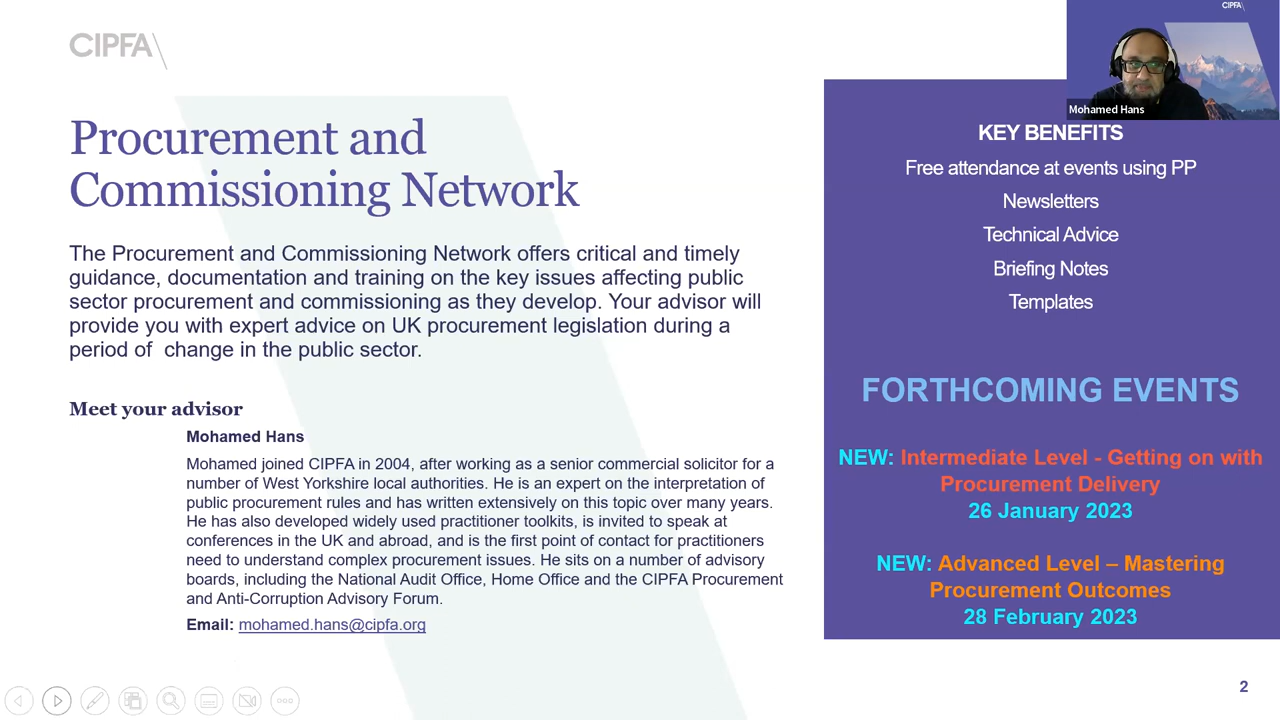 CIPFA
Procurement and
Commissioning Network
The Procurement and Commissioning Network offers critical and timely
guidance, documentation and training on the key issues affecting public
sector procurement and commissioning as they develop. Your advisor will
provide you with expert advice on UK procurement legislation during a
period of  change in the public sector.
Meet your advisor
Mohamed Hans
Mohamed joined CIPFA in 2004, after working as a senior commercial solicitor for a
number of West Yorkshire local authorities. He is an expert on the interpretation of
public procurement rules and has written extensively on this topic over many years.
He has also developed widely used practitioner toolkits, is invited to speak at
conferences in the UK and abroad, and is the first point of contact for practitioners
need to understand complex procurement issues. He sits on a number of advisory
boards, including the National Audit Office, Home Office and the CIPFA Procurement
and Anti-Corruption Advisory Forum.
Email: mohamed.hans@cipfa.org
CIPFA
Mohamed Hans
KEY BENEFITS
Free attendance at events using PP
Newsletters
Technical Advice
Briefing Notes
Templates
FORTHCOMING EVENTS
NEW: Intermediate Level - Getting on with
Procurement Delivery
26 January 2023
NEW: Advanced Level – Mastering
Procurement Outcomes
28 February 2023
2